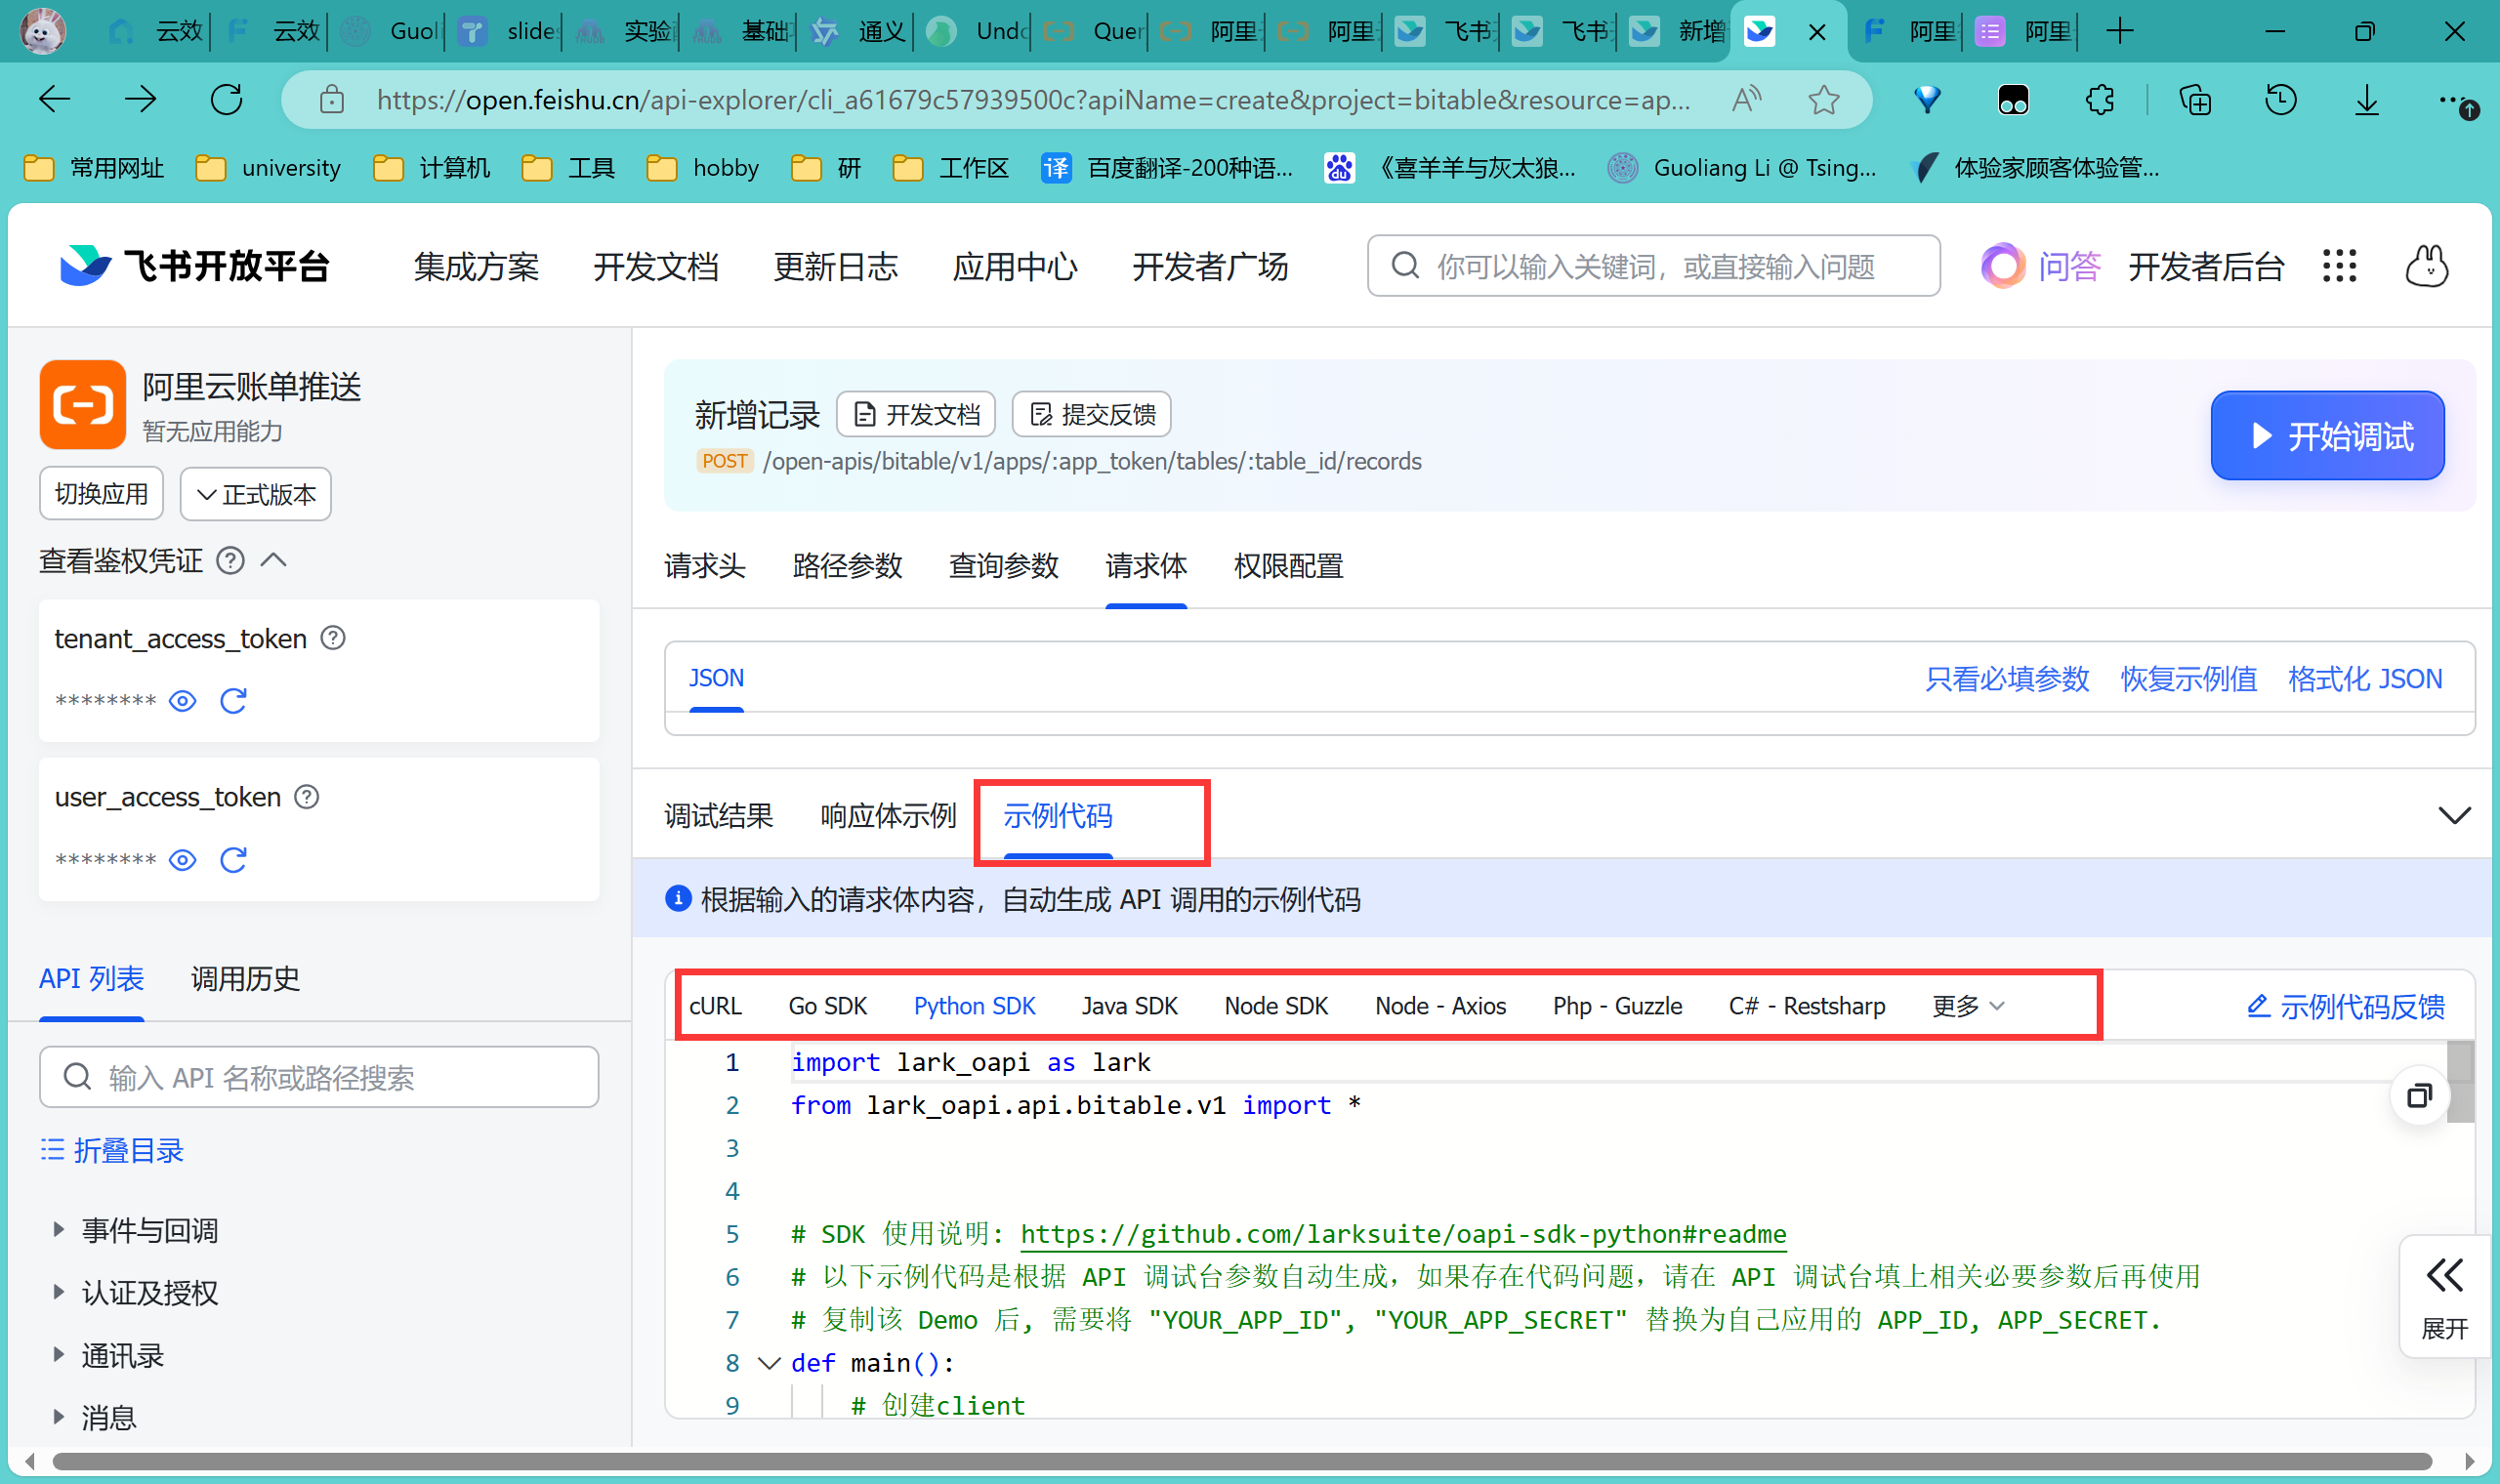 云效
云效
Guoli
slides
实验
基础
通义
Undo
Quer
阿里
阿里
飞书
飞书
新增
阿里
阿里
https://open.feishu.cn/api-explorer/cli_a61679c57939500c?apiName=create&project=bitable&resource=ap...
常用网址
university
计算机
工具
hobby
研
工作区
译 百度翻译-200种语...
du 《喜羊羊与灰太狼...
Guoliang Li @ Tsing...
体验家顾客体验管...
飞书开放平台
集成方案
开发文档
更新日志
应用中心
开发者广场
你可以输入关键词，或直接输入问题
问答
开发者后台
阿里云账单推送
暂无应用能力
切换应用
正式版本
查看鉴权凭证
tenant_access_token
********
user_access_token
********
API 列表
调用历史
输入 API 名称或路径搜索
折叠目录
事件与回调
认证及授权
通讯录
消息
新增记录
开发文档
提交反馈
POST /open-apis/bitable/v1/apps/:app_token/tables/:table_id/records
开始调试
请求头
路径参数
查询参数
请求体
权限配置
JSON
只看必填参数
恢复示例值
格式化 JSON
调试结果
响应体示例
示例代码
根据输入的请求体内容，自动生成 API 调用的示例代码
cURL
Go SDK
Python SDK
Java SDK
Node SDK
Node - Axios
Php - Guzzle
C# - Restsharp
更多
示例代码反馈
1 import lark_oapi as lark
2 from lark_oapi.api.bitable.v1 import *
3
4
5 # SDK 使用说明: https://github.com/larksuite/oapi-sdk-python#readme
6 # 以下示例代码是根据 API 调试台参数自动生成，如果存在代码问题，请在 API 调试台填上相关必要参数后再使用
7 # 复制该 Demo 后, 需要将 "YOUR_APP_ID", "YOUR_APP_SECRET" 替换为自己应用的 APP_ID, APP_SECRET.
8 def main():
9 # 创建client
展开